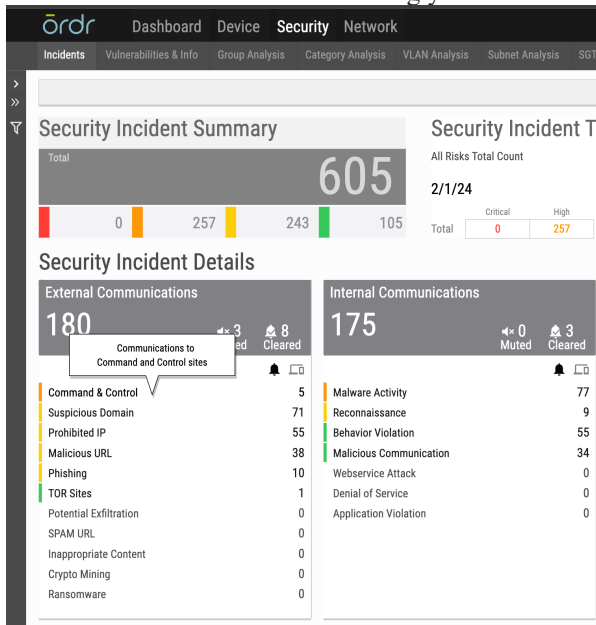 ōrdr Dashboard Device Security Network
Incidents Vulnerabilities & Info Group Analysis Category Analysis VLAN Analysis Subnet Analysis SGT
Security Incident Summary
Total
605
0 257 243 105
Security Incident T
All Risks Total Count
2/1/24
Critical High
Total 0 257
Security Incident Details
External Communications
180
3 8
ed Cleared
Communications to
Command and Control sites
Command & Control 5
Suspicious Domain 71
Prohibited IP 55
Malicious URL 38
Phishing 10
TOR Sites 1
Potential Exfiltration 0
SPAM URL 0
Inappropriate Content 0
Crypto Mining 0
Ransomware 0
Internal Communications
175
0 3
Muted Cleared
Malware Activity 77
Reconnaissance 9
Behavior Violation 55
Malicious Communication 34
Webservice Attack 0
Denial of Service 0
Application Violation 0